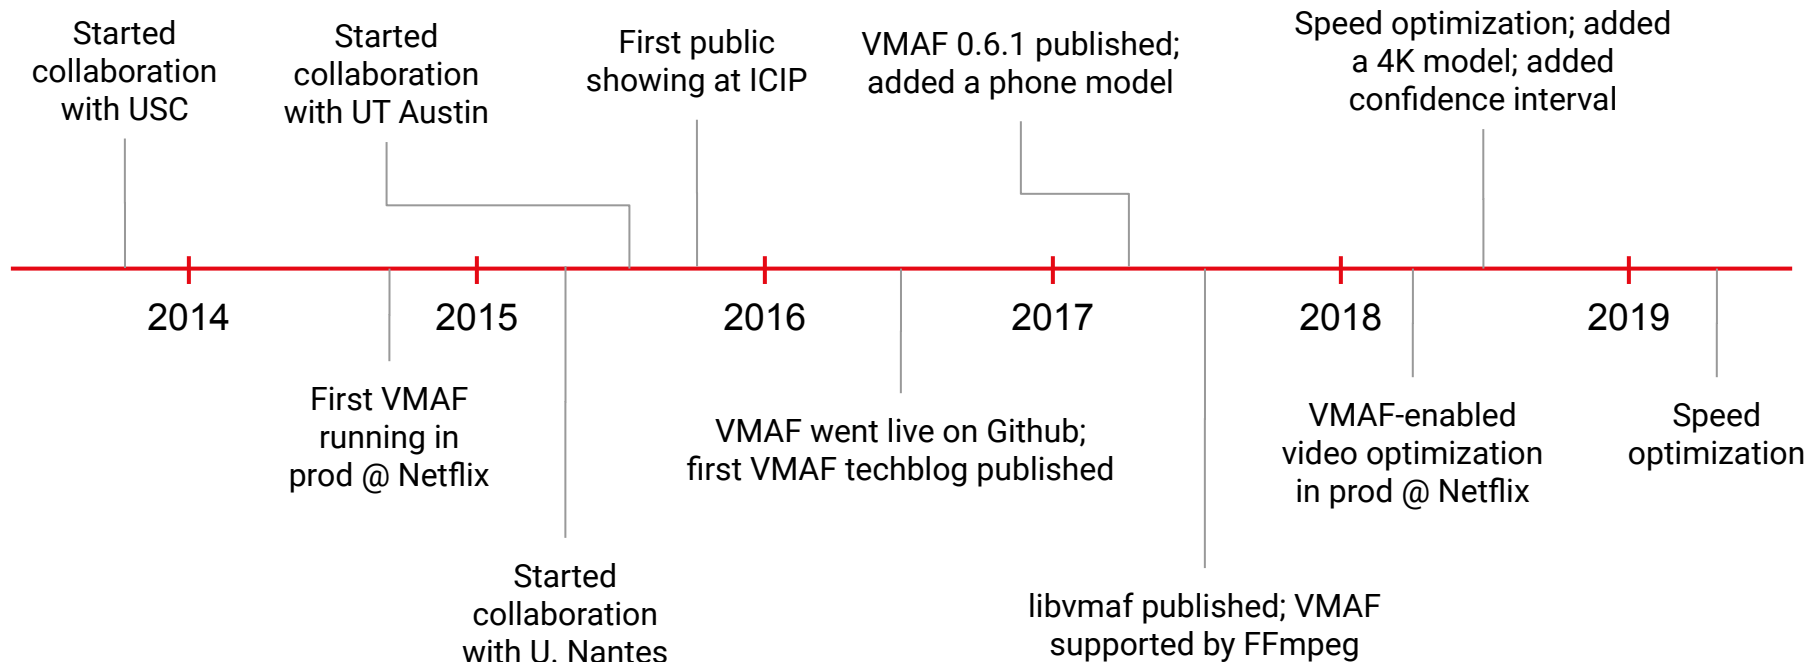 Started
collaboration
with USC
Started
collaboration
with UT Austin
First public
showing at ICIP
VMAF 0.6.1 published;
added a phone model
Speed optimization; added
a 4K model; added
confidence interval
2014
2015
2016
2017
2018
2019
First VMAF
running in
prod @ Netflix
Started
collaboration
with U. Nantes
VMAF went live on Github;
first VMAF techblog published
libvmaf published; VMAF
supported by FFmpeg
VMAF-enabled
video optimization
in prod @ Netflix
Speed
optimization